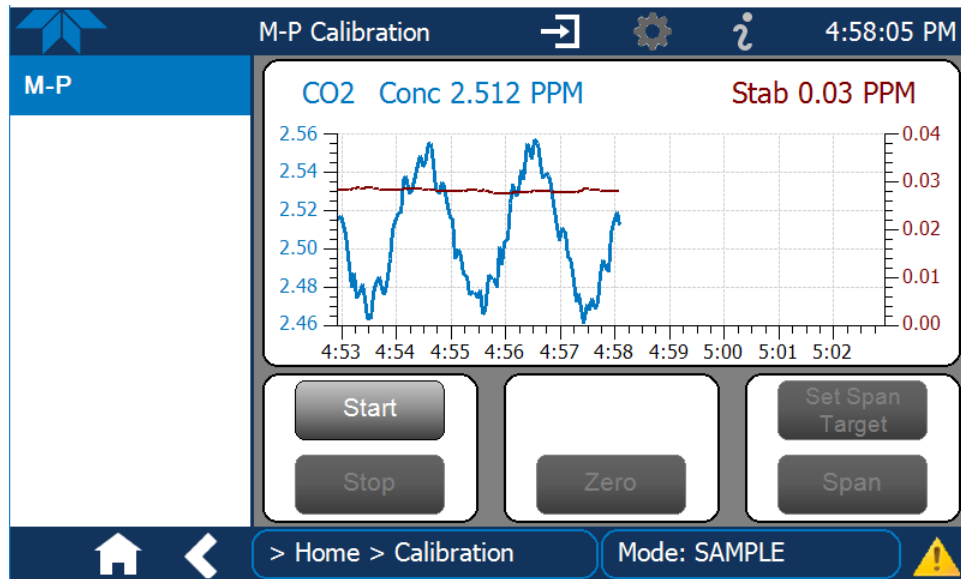 M-P Calibration 4:58:05 PM
M-P
CO2 Conc 2.512 PPM Stab 0.03 PPM
2.56 0.04
2.54
0.03
2.52
0.02
2.50
0.01
2.48
2.46 0.00
4:53 4:54 4:55 4:56 4:57 4:58 4:59 5:00 5:01 5:02
Start
Set Span
Target
Stop
Zero
Span
> Home > Calibration
Mode: SAMPLE